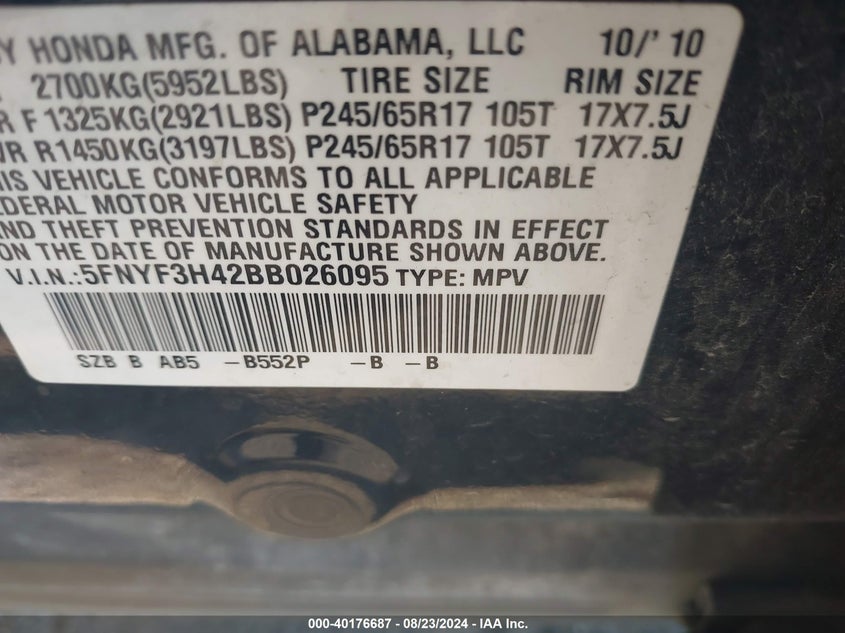 HONDA MFG. OF ALABAMA, LLC 10/'10
2700KG(5952LBS) TIRE SIZE RIM SIZE
F 1325KG(2921LBS) P245/65R17 105T 17X7.5J
R1450KG(3197LBS) P245/65R17 105T 17X7.5J
VEHICLE CONFORMS TO ALL APPLICABLE
MOTOR VEHICLE SAFETY
THEFT PREVENTION STANDARDS IN EFFECT
ON THE DATE OF MANUFACTURE SHOWN ABOVE.
V.I.N.:5FNYF3H42BB026095 TYPE: MPV
SZB B AB5 -B552P -B -B
000-40176687 - 08/23/2024 - IAA Inc.